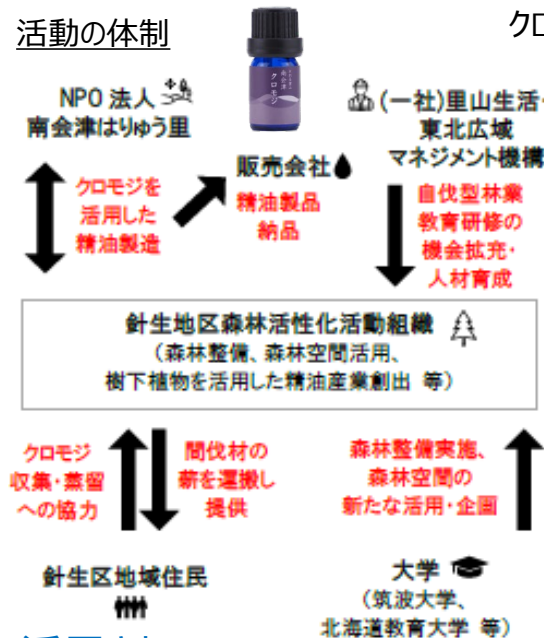 活動の体制
クロ
NPO 法人
南会津はりゅう里
(一社)里山生活・
東北広域
マネジメント機構
クロモジ
販売会社
クロモジを
活用した
精油製造
精油製品
納品
自伐型林業
教育研修の
機会拡充・
人材育成
針生地区森林活性化活動組織
（森林整備、森林空間活用、
樹下植物を活用した精油産業創出 等）
クロモジ
収集・蒸留
への協力
間伐材の
薪を運搬し
提供
森林整備実施、
森林空間の
新たな活用・企画
針生区地域住民
大学
（筑波大学、
北海道教育大学 等）